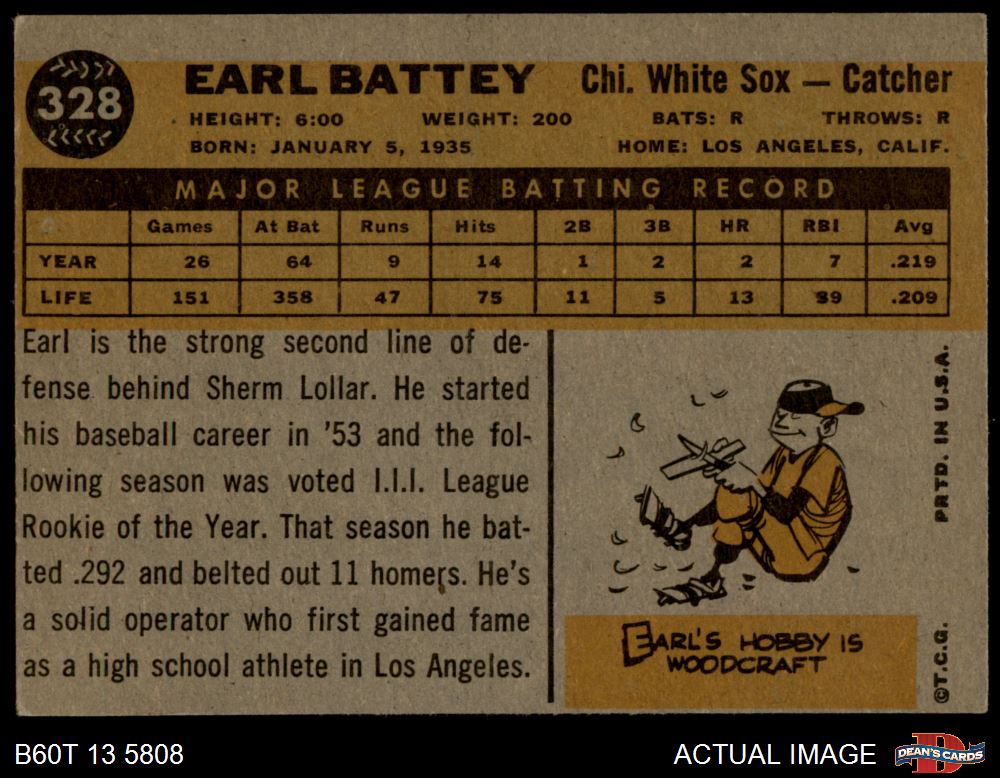 328
EARL BATTEY Chi. White Sox — Catcher
HEIGHT: 6:00 WEIGHT: 200 BATS: R THROWS: R
BORN: JANUARY 5, 1935 HOME: LOS ANGELES, CALIF.
MAJOR LEAGUE BATTING RECORD
Games At Bat Runs Hits 2B 3B HR RBI Avg
YEAR 26 64 9 14 1 2 2 7 .219
LIFE 151 358 47 75 11 5 13 39 .209
Earl is the strong second line of de-
fense behind Sherm Lollar. He started
his baseball career in '53 and the fol-
lowing season was voted I.I.I. League
Rookie of the Year. That season he bat-
ted .292 and belted out 11 homers. He's
a solid operator who first gained fame
as a high school athlete in Los Angeles.
EARL'S HOBBY IS
WOODCRAFT
©T.C.G. PRTD. IN U.S.A.
B60T 13 5808 ACTUAL IMAGE DEAN'S CARDS